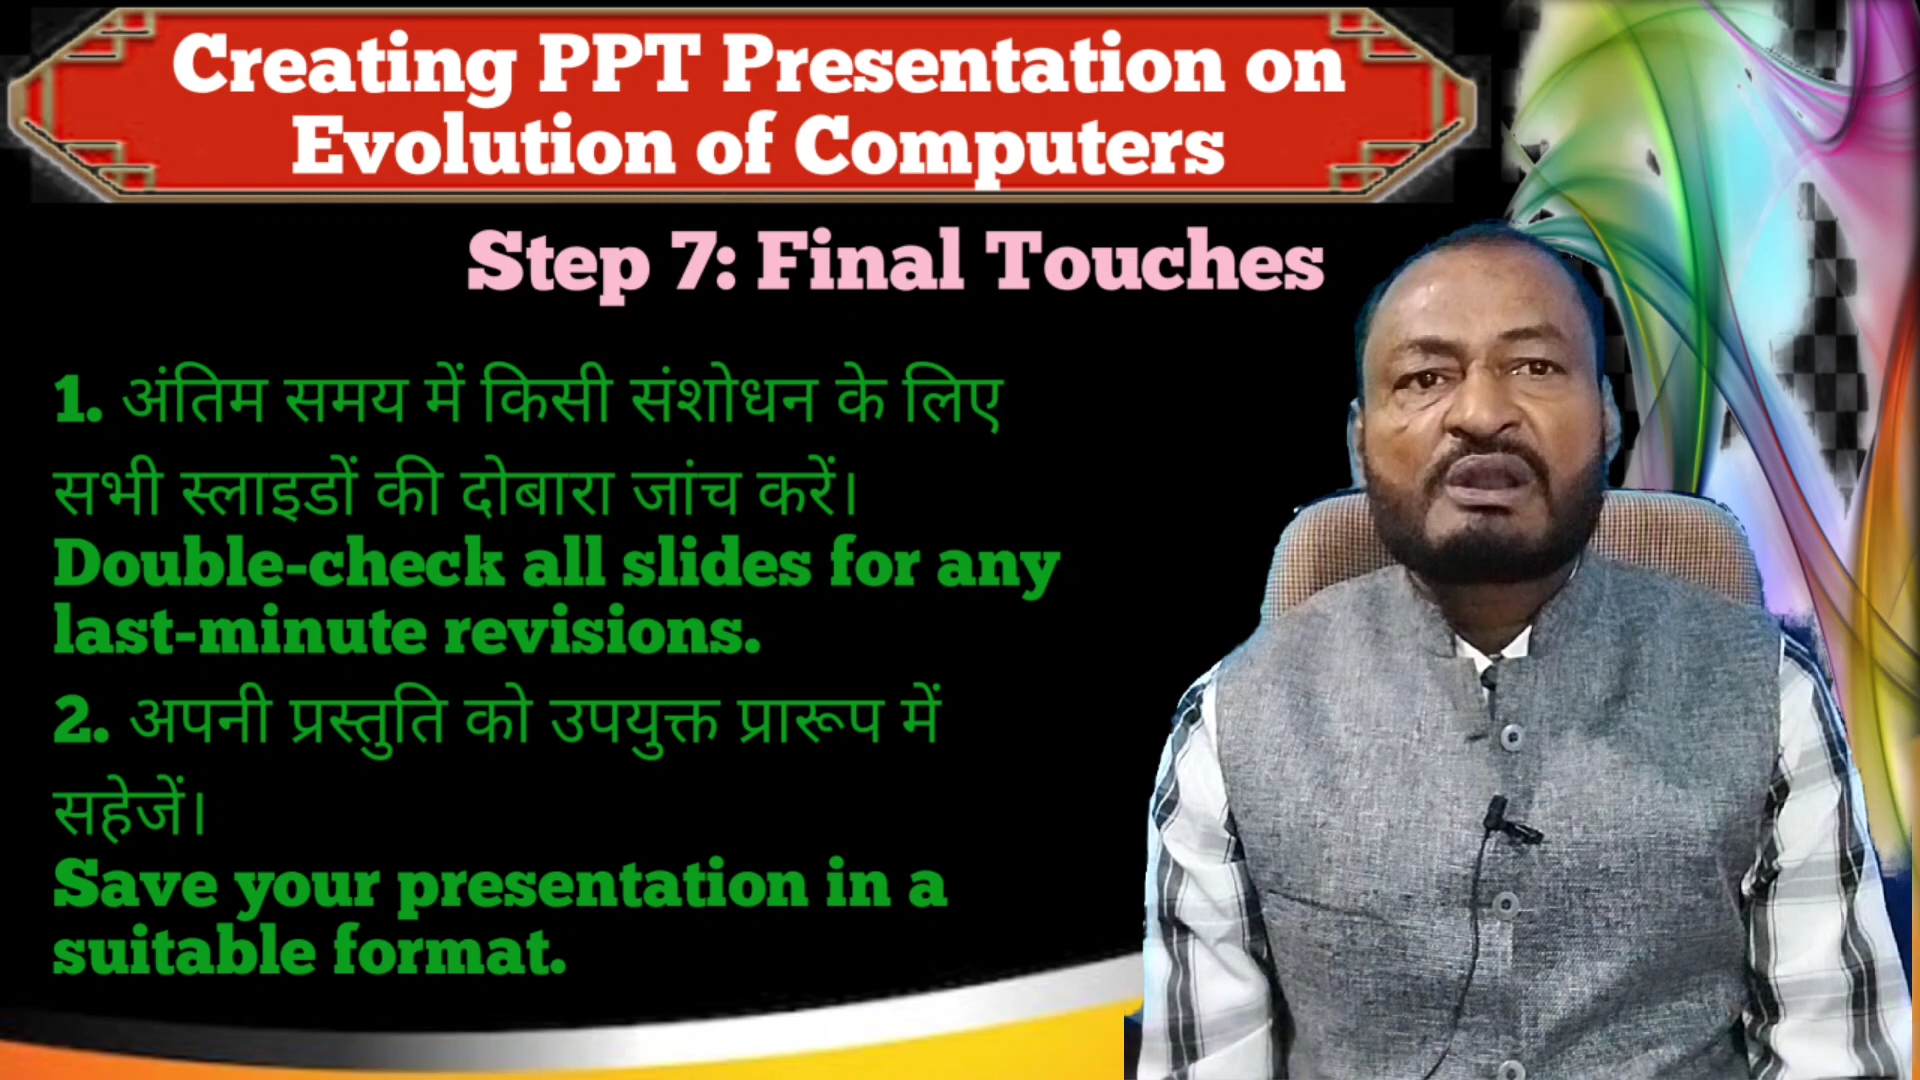 Creating PPT Presentation on
Evolution of Computers
Step 7: Final Touches
1. अंतिम समय में किसी संशोधन के लिए
सभी स्लाइडों की दोबारा जांच करें।
Double-check all slides for any
last-minute revisions.
2. अपनी प्रस्तुति को उपयुक्त प्रारूप में
सहेजें।
Save your presentation in a
suitable format.